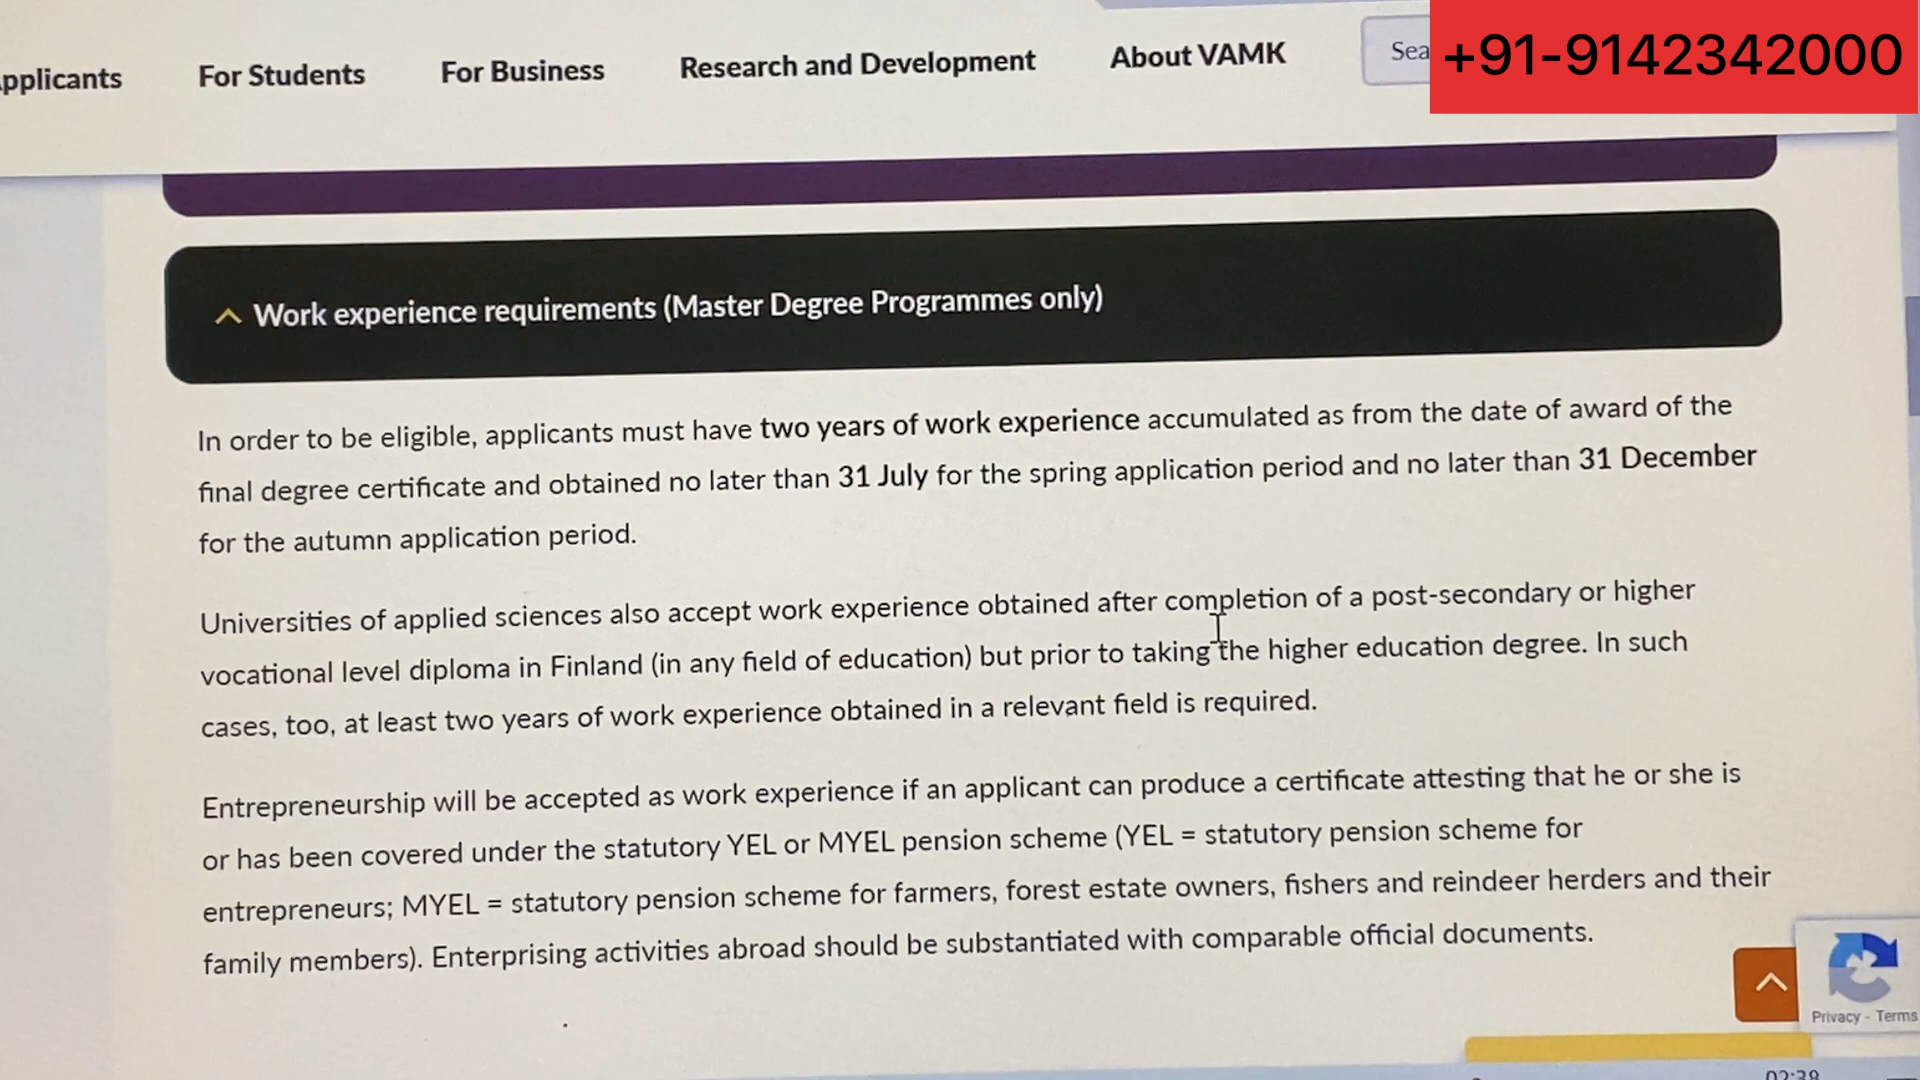 pplicants For Students For Business Research and Development About VAMK Sea
+91-9142342000
Work experience requirements (Master Degree Programmes only)
In order to be eligible, applicants must have two years of work experience accumulated as from the date of award of the
final degree certificate and obtained no later than 31 July for the spring application period and no later than 31 December
for the autumn application period.
Universities of applied sciences also accept work experience obtained after completion of a post-secondary or higher
vocational level diploma in Finland (in any field of education) but prior to taking the higher education degree. In such
cases, too, at least two years of work experience obtained in a relevant field is required.
Entrepreneurship will be accepted as work experience if an applicant can produce a certificate attesting that he or she is
or has been covered under the statutory YEL or MYEL pension scheme (YEL = statutory pension scheme for
entrepreneurs; MYEL = statutory pension scheme for farmers, forest estate owners, fishers and reindeer herders and their
family members). Enterprising activities abroad should be substantiated with comparable official documents.
Privacy - Terms